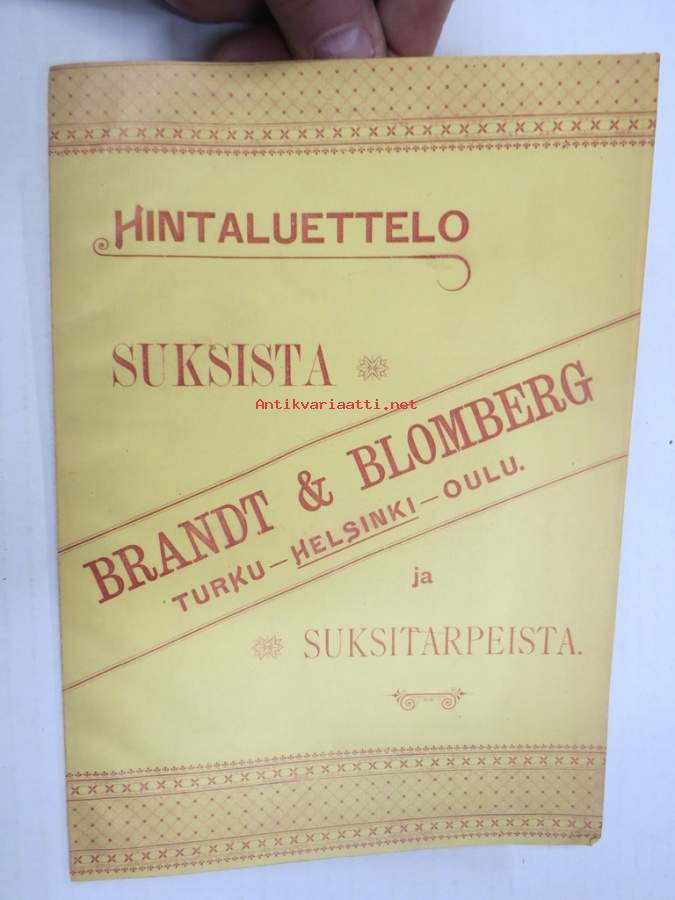 HINTALUETTELO
SUKSISTA
Antikvariaatti.net
BRANDT & BLOMBERG
TURKU—HELSINKI—OULU.
ja
SUKSITARPEISTA.